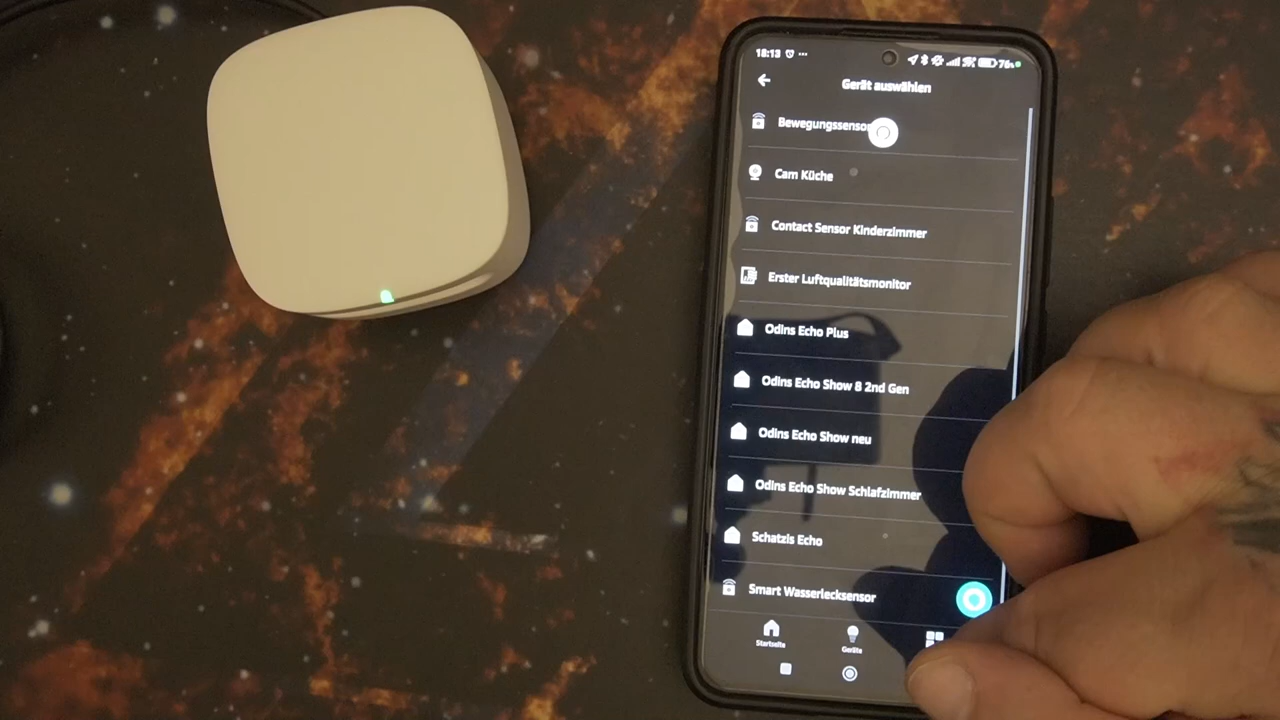 18:13
76%
Gerät auswählen
Bewegungssensor
Cam Küche
Contact Sensor Kinderzimmer
Erster Luftqualitätsmonitor
Odins Echo Plus
Odins Echo Show 8 2nd Gen
Odins Echo Show neu
Odins Echo Show Schlafzimmer
Schatzis Echo
Smart Wasserlecksensor
Startseite
Geräte